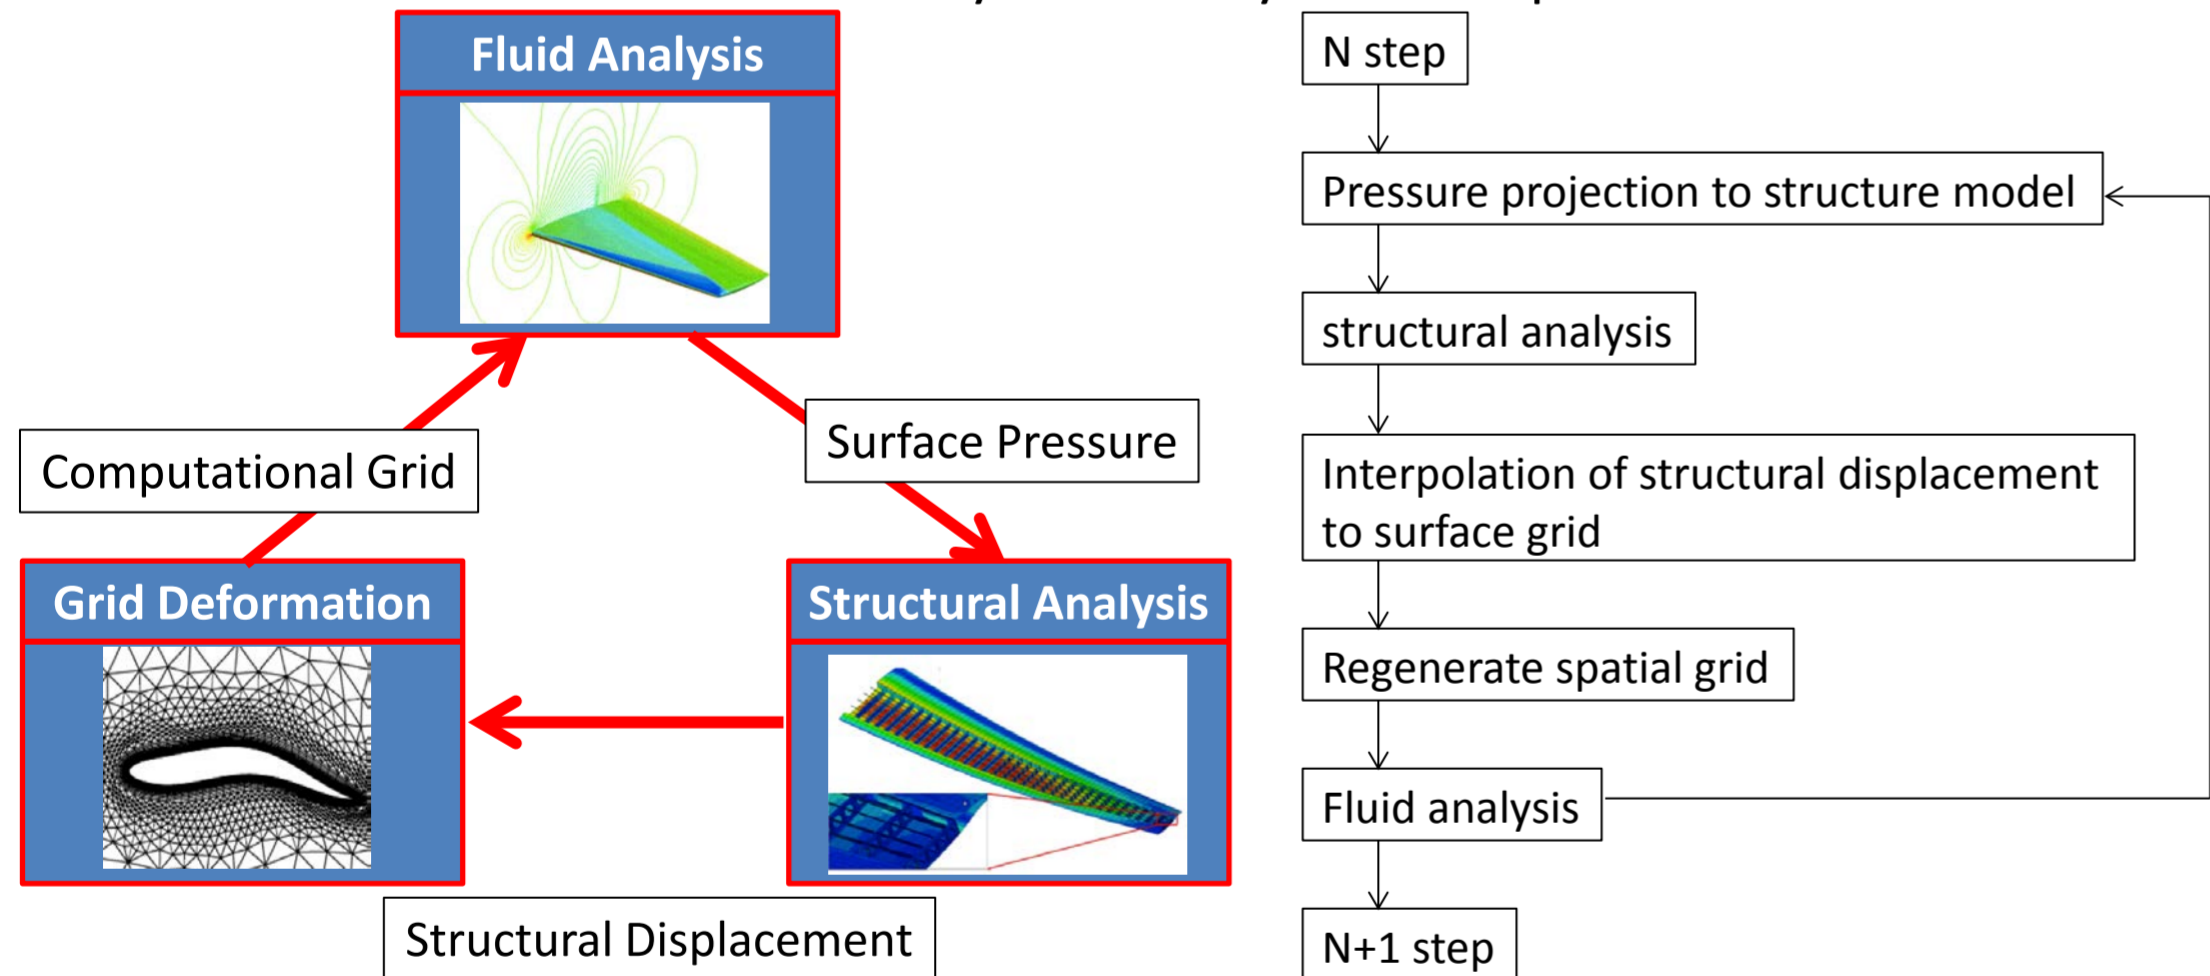 Fluid Analysis
Computational Grid
Surface Pressure
Grid Deformation
Structural Analysis
Structural Displacement
N step
Pressure projection to structure model
structural analysis
Interpolation of structural displacement
to surface grid
Regenerate spatial grid
Fluid analysis
N+1 step